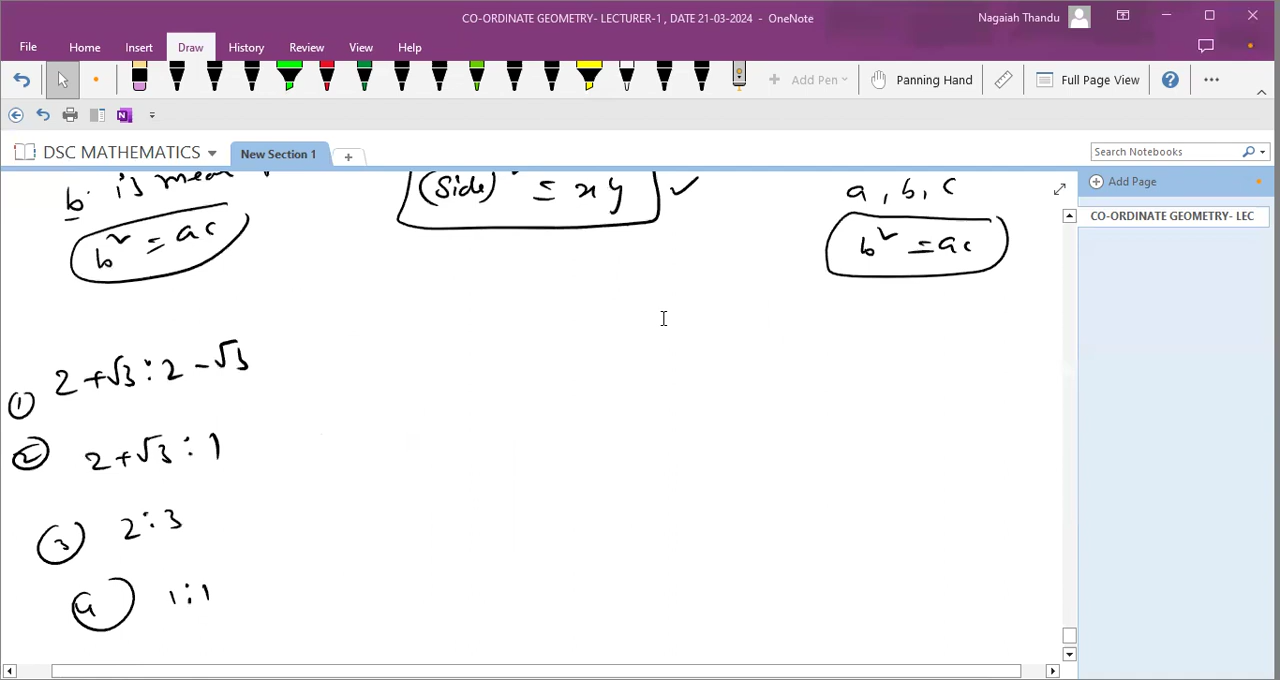 CO-ORDINATE GEOMETRY- LECTURER-1 , DATE 21-03-2024 - OneNote
Nagaiah Thandu
File Home Insert Draw History Review View Help
Add Pen
Panning Hand
Full Page View
DSC MATHEMATICS
New Section 1
Search Notebooks
Add Page
CO-ORDINATE GEOMETRY- LEC
b is mean
b² = ac
(Side)² = xy ✓
a, b, c
b² = ac
① 2+√3 : 2-√3
② 2+√3 : 1
③ 2:3
④ 1:1